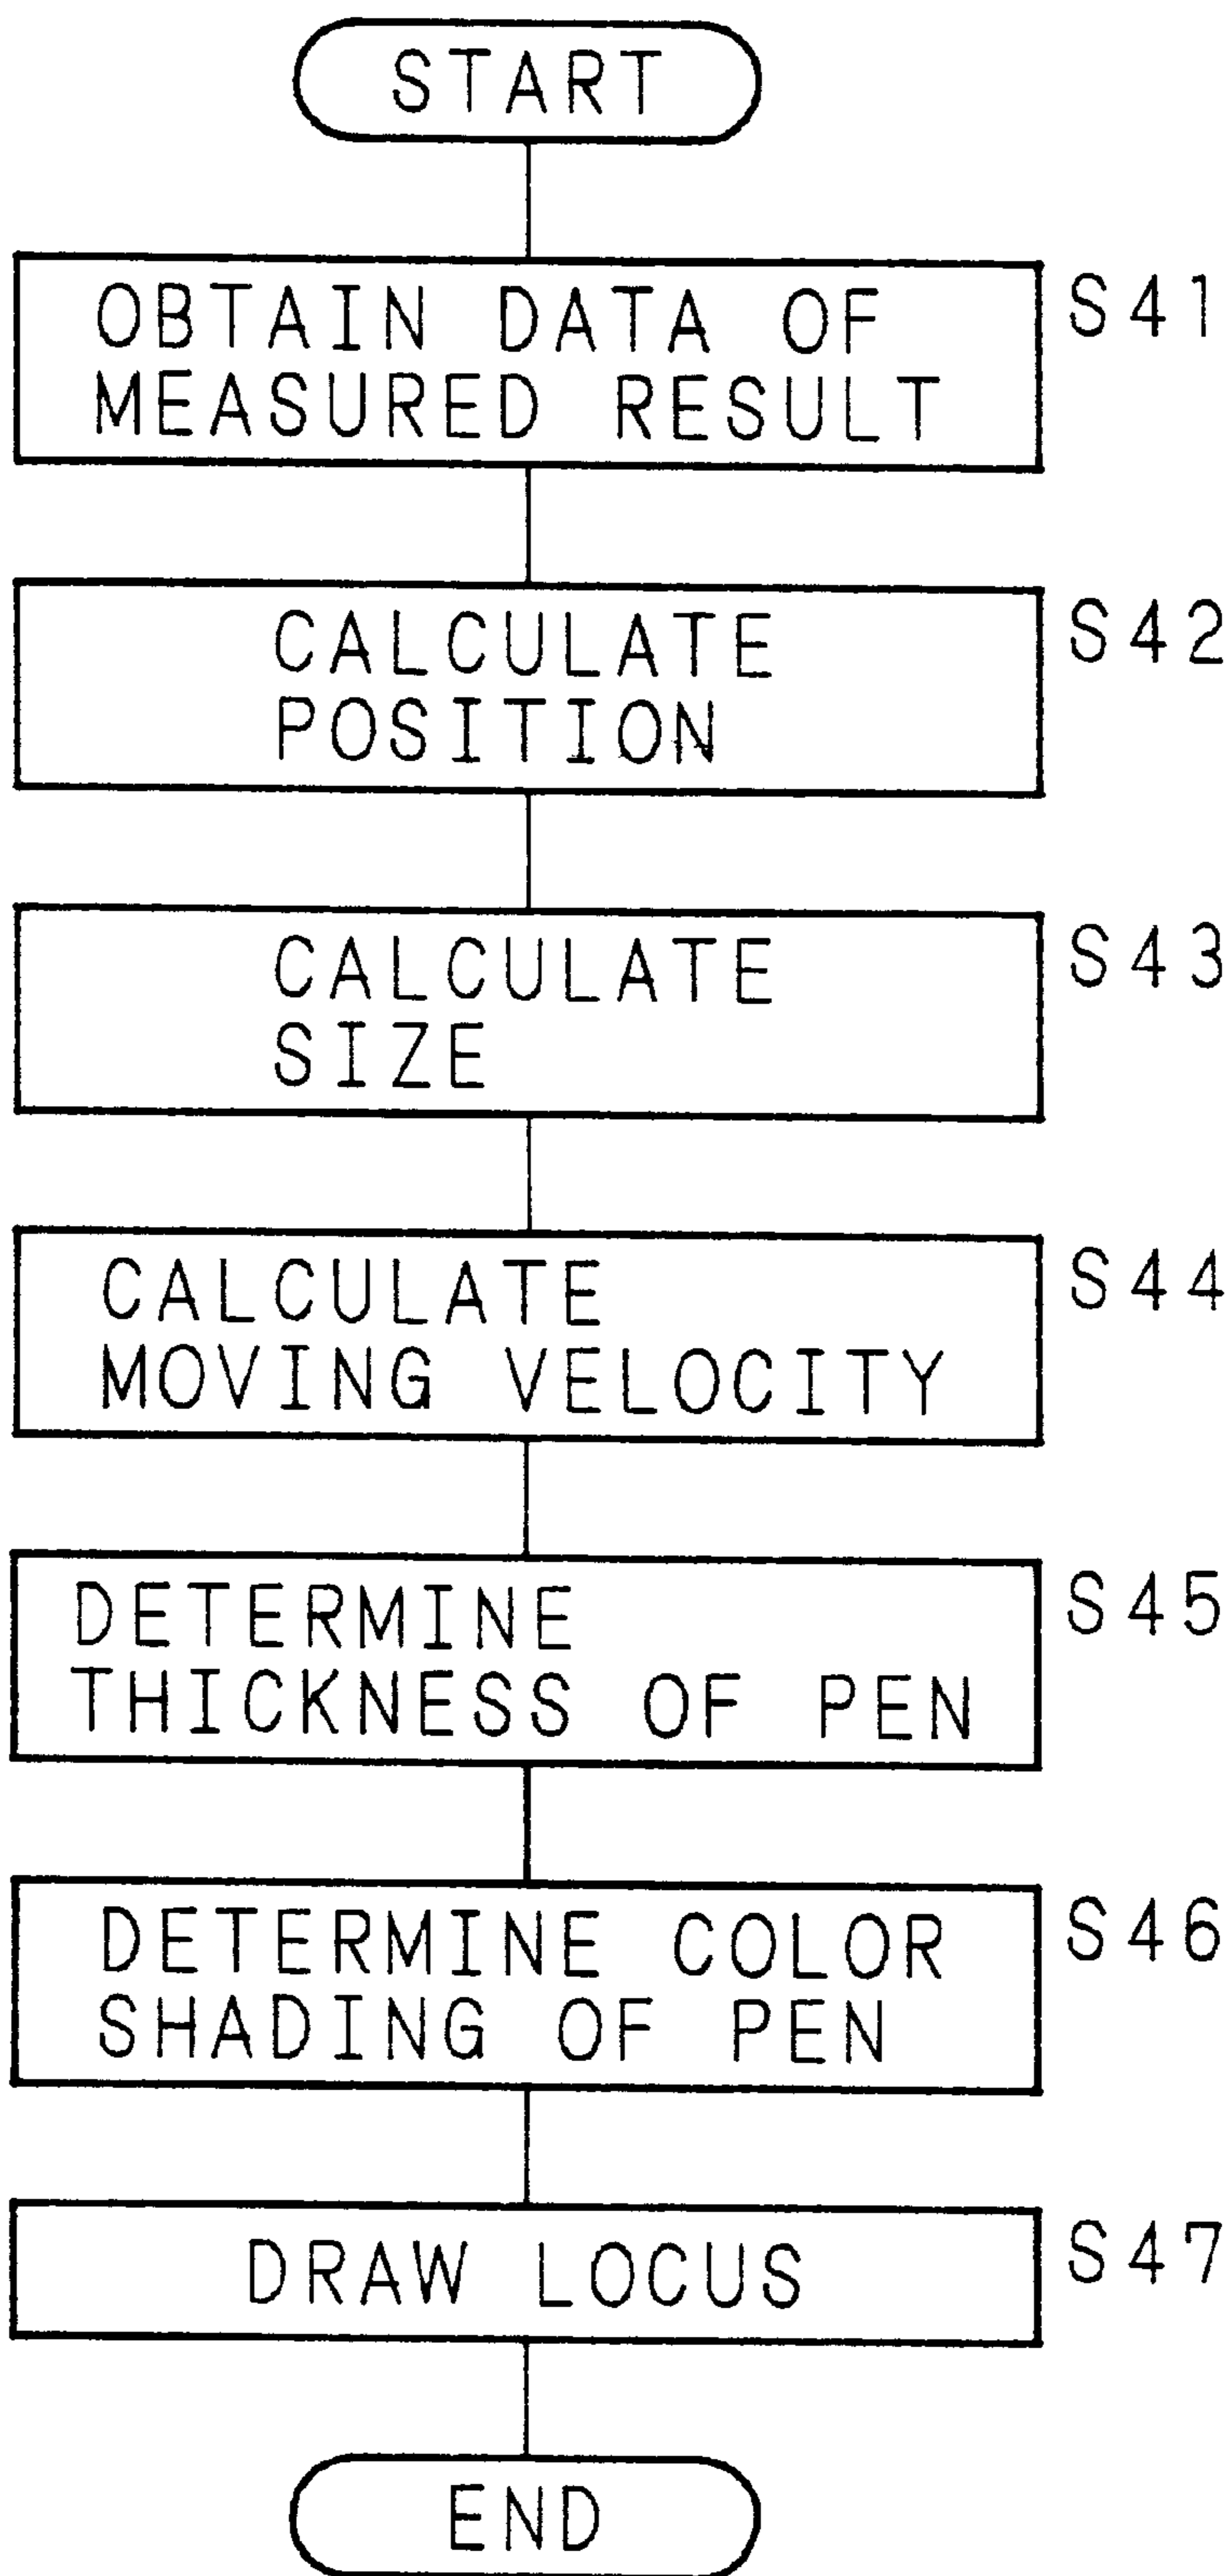 START
OBTAIN DATA OF
MEASURED RESULT
S41
CALCULATE
POSITION
S42
CALCULATE
SIZE
S43
CALCULATE
MOVING VELOCITY
S44
DETERMINE
THICKNESS OF PEN
S45
DETERMINE COLOR
SHADING OF PEN
S46
DRAW LOCUS
S47
END